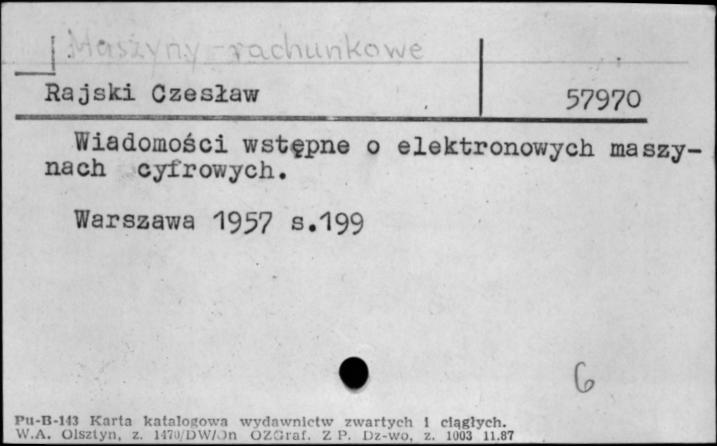 Maszyny rachunkowe
Rajski Czesław 57970
Wiadomości wstępne o elektronowych maszy-
nach cyfrowych.
Warszawa 1957 s.199
6
Pu-B-143 Karta katalogowa wydawnictw zwartych i ciągłych.
W.A. Olsztyn, z. 1470/DW/Dn OZGraf. Z P. Dz-wo, z. 1003 11.87